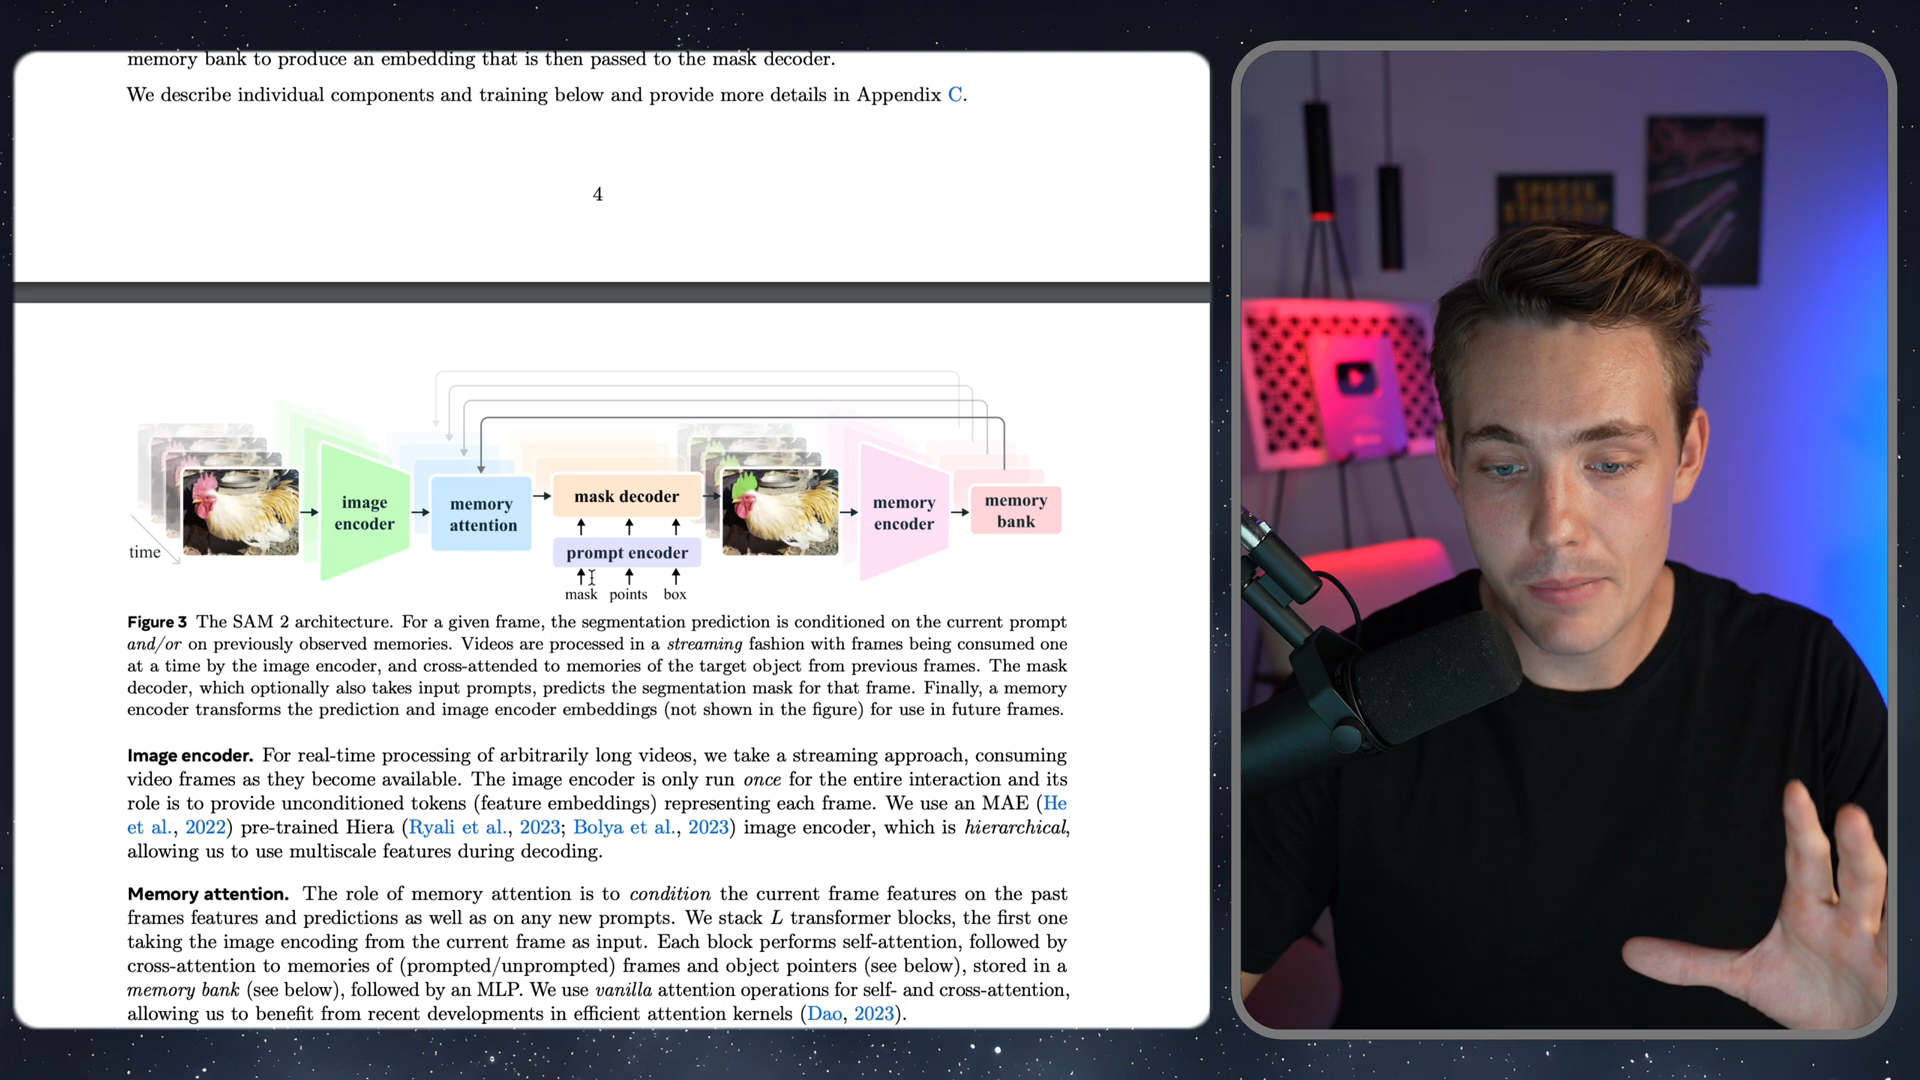 memory bank to produce an embedding that is then passed to the mask decoder.
We describe individual components and training below and provide more details in Appendix C.
4
time
image
encoder
memory
attention
mask decoder
prompt encoder
mask points box
memory
encoder
memory
bank
Figure 3 The SAM 2 architecture. For a given frame, the segmentation prediction is conditioned on the current prompt
and/or on previously observed memories. Videos are processed in a streaming fashion with frames being consumed one
at a time by the image encoder, and cross-attended to memories of the target object from previous frames. The mask
decoder, which optionally also takes input prompts, predicts the segmentation mask for that frame. Finally, a memory
encoder transforms the prediction and image encoder embeddings (not shown in the figure) for use in future frames.
Image encoder. For real-time processing of arbitrarily long videos, we take a streaming approach, consuming
video frames as they become available. The image encoder is only run once for the entire interaction and its
role is to provide unconditioned tokens (feature embeddings) representing each frame. We use an MAE (He
et al., 2022) pre-trained Hiera (Ryali et al., 2023; Bolya et al., 2023) image encoder, which is hierarchical,
allowing us to use multiscale features during decoding.
Memory attention. The role of memory attention is to condition the current frame features on the past
frames features and predictions as well as on any new prompts. We stack L transformer blocks, the first one
taking the image encoding from the current frame as input. Each block performs self-attention, followed by
cross-attention to memories of (prompted/unprompted) frames and object pointers (see below), stored in a
memory bank (see below), followed by an MLP. We use vanilla attention operations for self- and cross-attention,
allowing us to benefit from recent developments in efficient attention kernels (Dao, 2023).